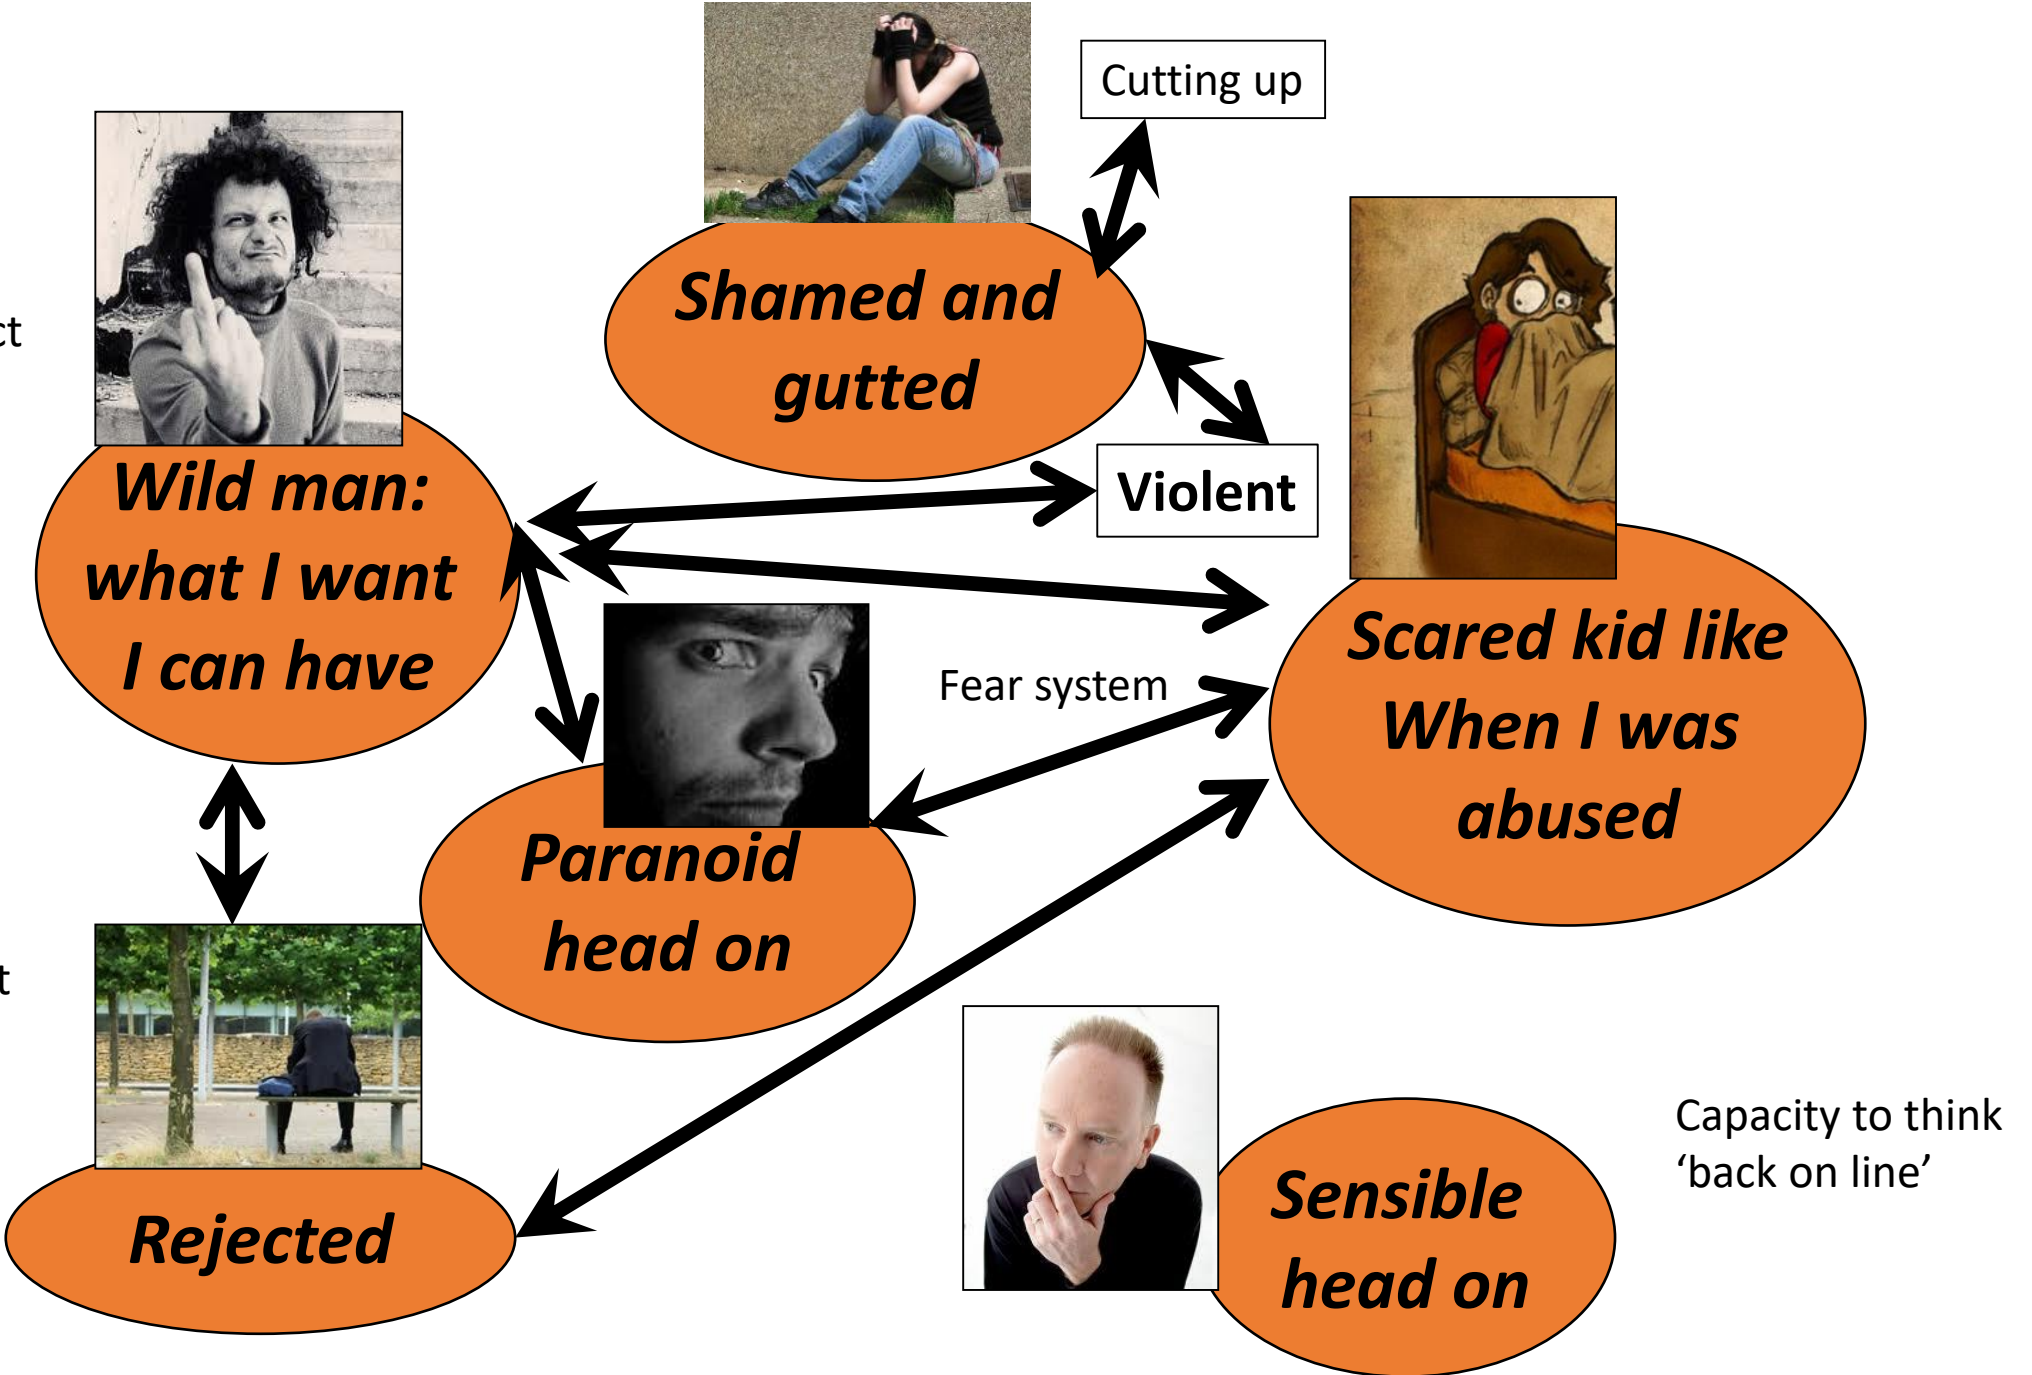 Cutting up
Shamed and
gutted
ct
Wild man:
what I want
I can have
Violent
Scared kid like
When I was
abused
Fear system
Paranoid
head on
t
Rejected
Sensible
head on
Capacity to think
‘back on line’